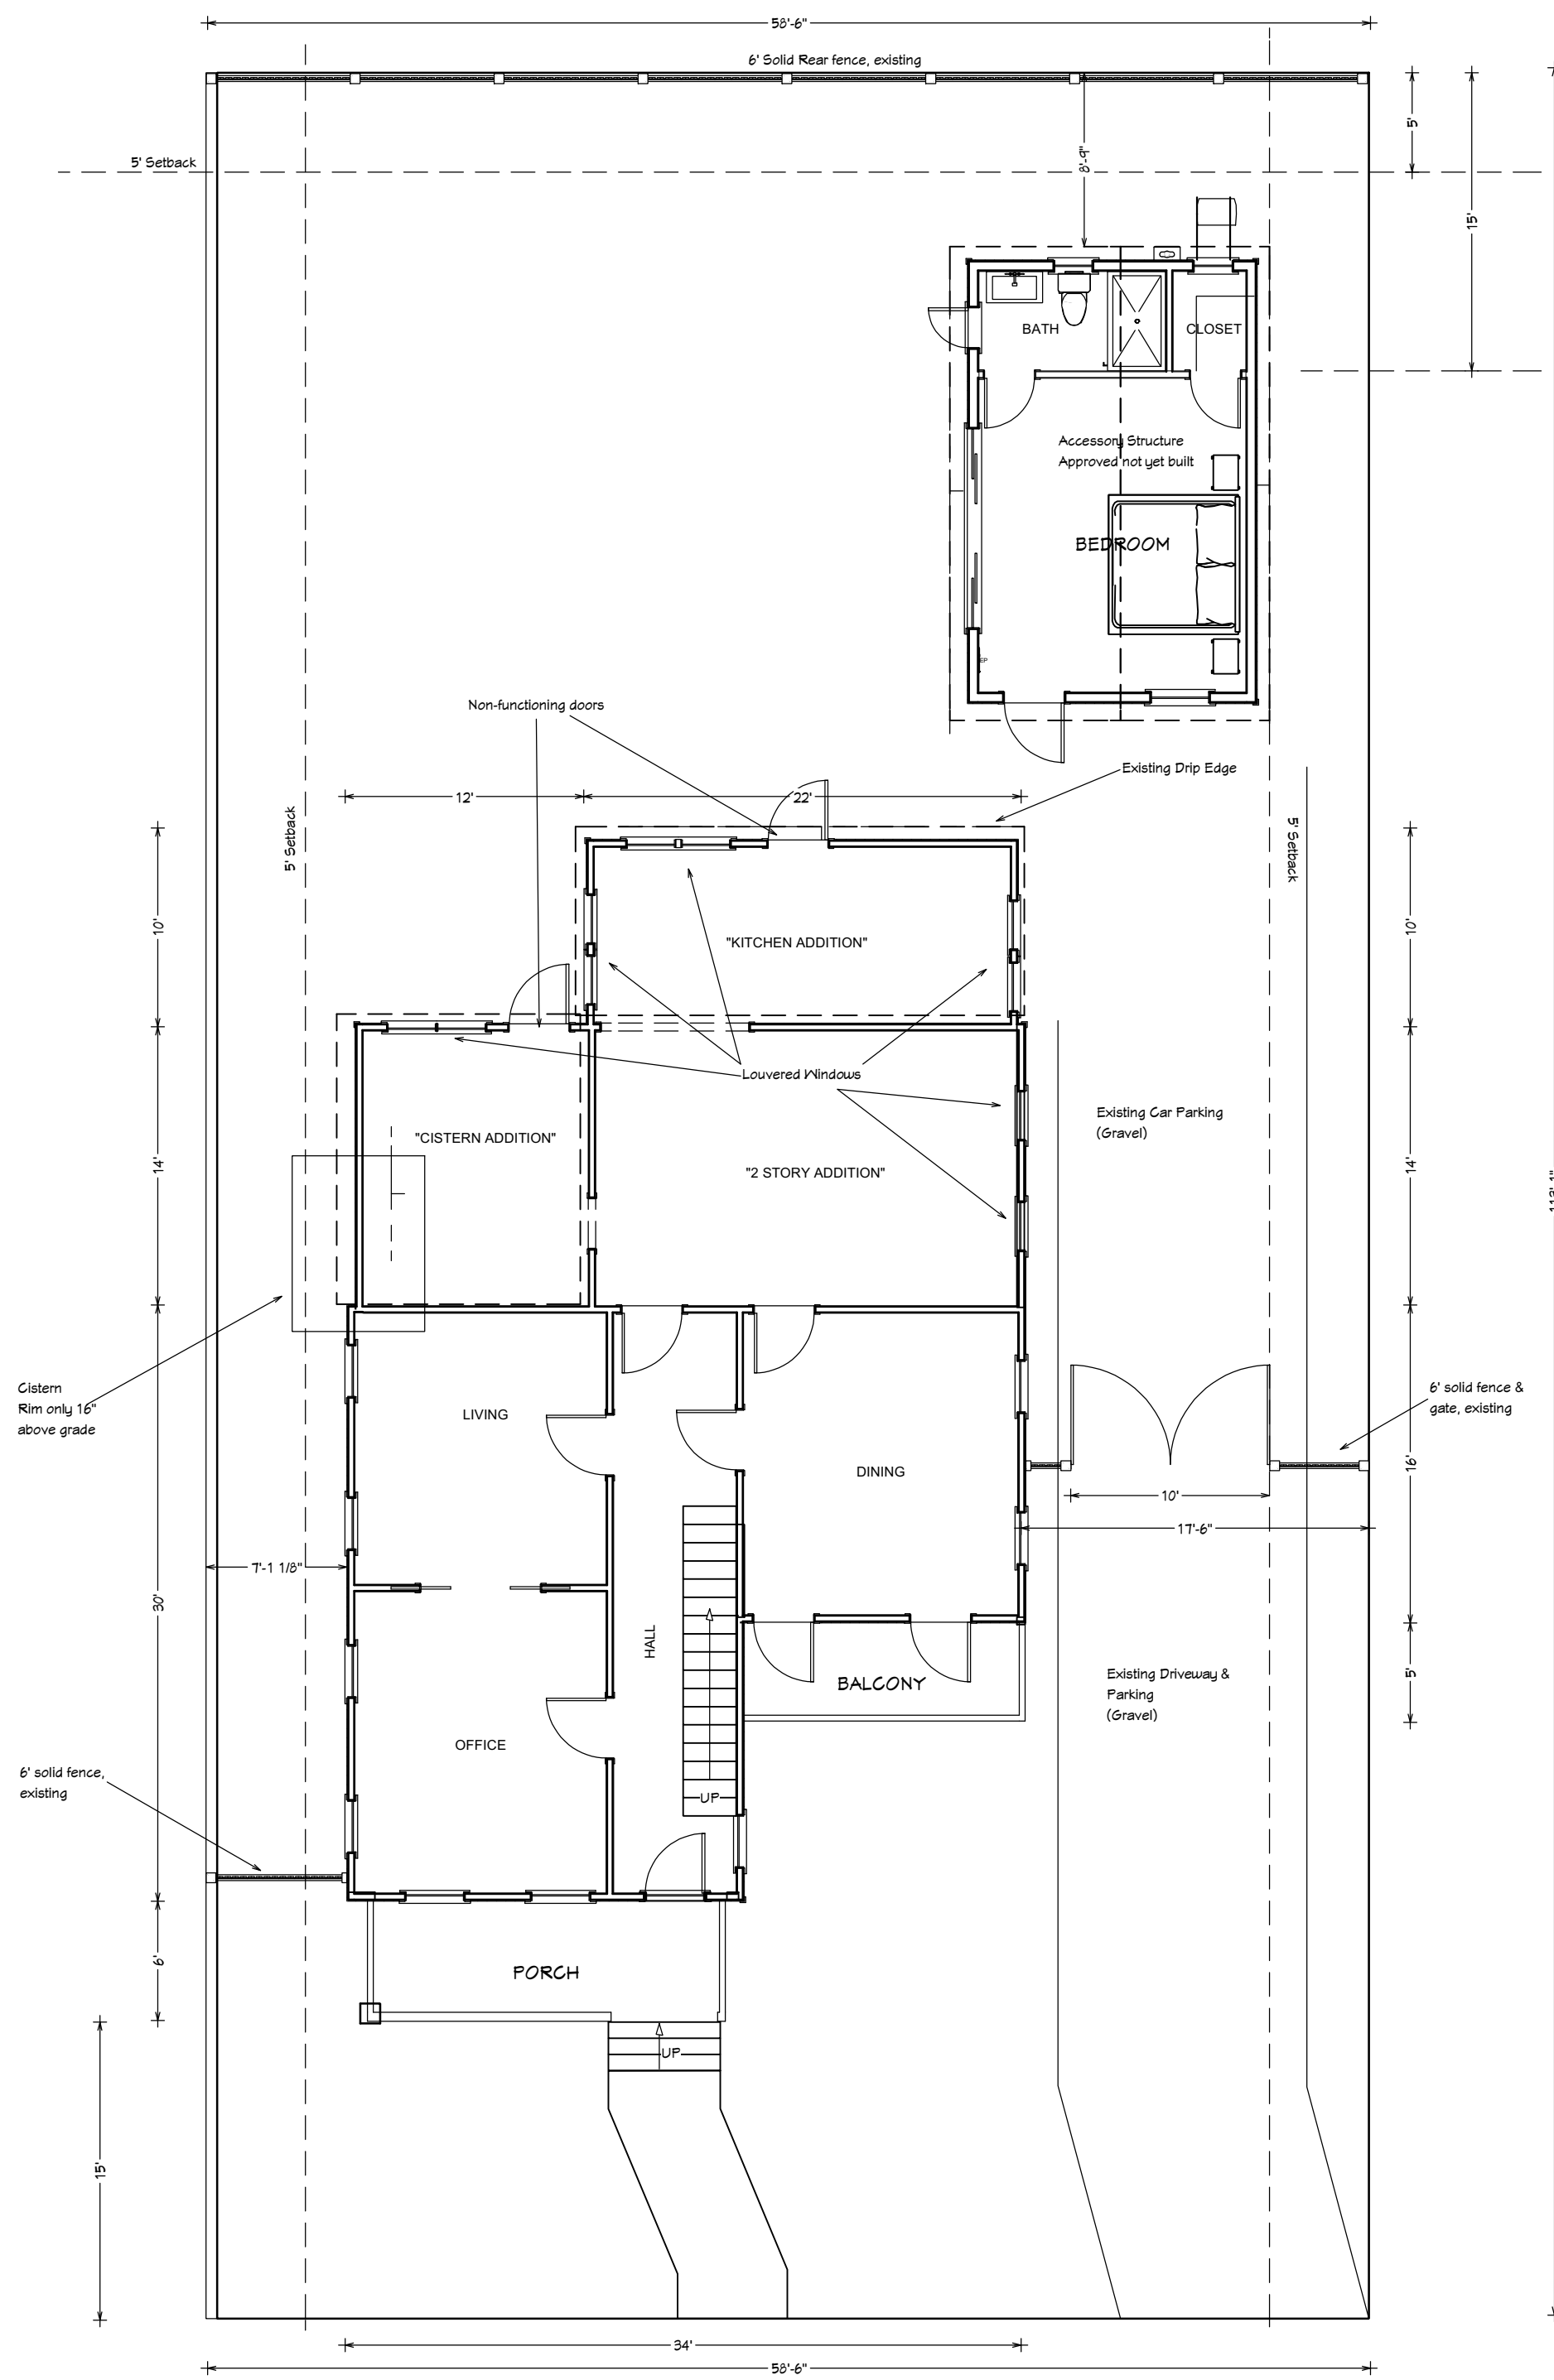 58'-6"
6' Solid Rear fence, existing
5'
5' Setback
8'-9"
15'
BATH
CLOSET
Accessory Structure
Approved not yet built
BEDROOM
EP
Non-functioning doors
Existing Drip Edge
12'
22'
5' Setback
5' Setback
10'
10'
"KITCHEN ADDITION"
Louvered Windows
Existing Car Parking
(Gravel)
"CISTERN ADDITION"
14'
14'
"2 STORY ADDITION"
Cistern
Rim only 16"
above grade
LIVING
6' solid fence &
gate, existing
DINING
16'
10'
17'-6"
7'-1 1/8"
30'
HALL
BALCONY
Existing Driveway &
Parking
(Gravel)
5'
OFFICE
6' solid fence,
existing
UP
6'
PORCH
UP
15'
34'
58'-6"